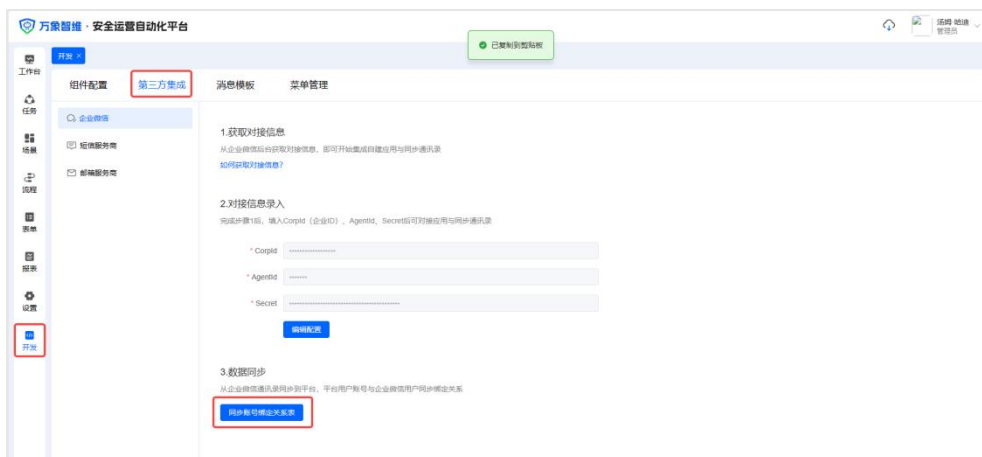 万象智维 · 安全运营自动化平台
已复制到剪贴板
汤姆·哈迪
管理员
工作台
任务
场景
流程
表单
报表
设置
开发
开发 ×
组件配置
第三方集成
消息模板
菜单管理
企业微信
短信服务商
邮箱服务商
1.获取对接信息
从企业微信后台获取对接信息，即可开始集成自建应用与同步通讯录
如何获取对接信息?
2.对接信息录入
完成步骤1后，填入CorpId（企业ID）、AgentId、Secret后可对接应用与同步通讯录
* CorpId
* AgentId
* Secret
编辑配置
3.数据同步
从企业微信通讯录同步到平台，平台用户账号与企业微信用户同步绑定关系
同步账号绑定关系表